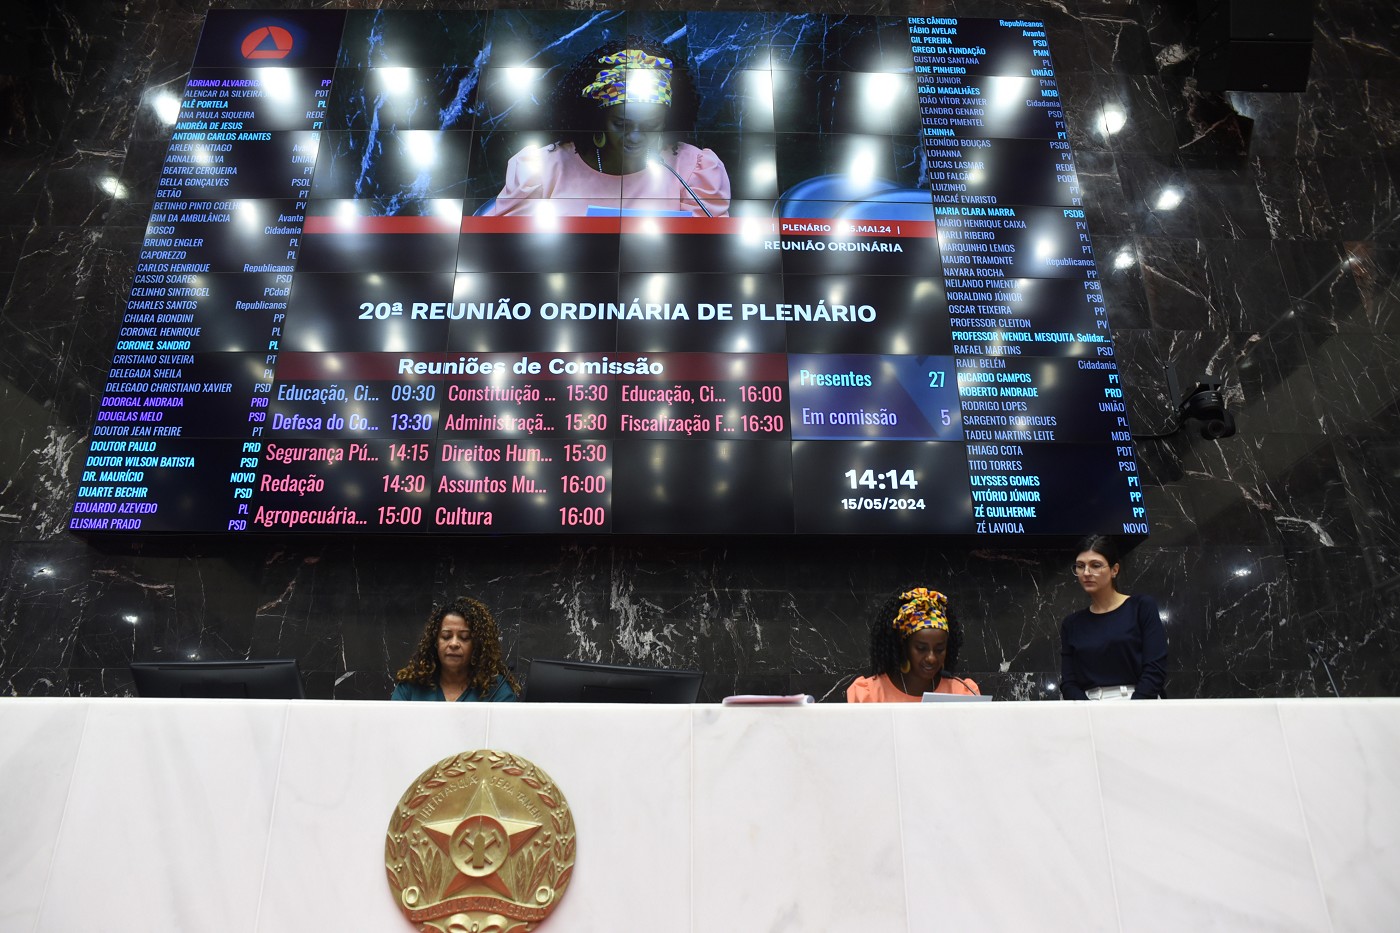 ADRIANO ALVARENGA PP
ALENCAR DA SILVEIRA PDT
ALÊ PORTELA PL
ANA PAULA SIQUEIRA REDE
ANDRÉIA DE JESUS PT
ANTONIO CARLOS ARANTES PL
ARLEN SANTIAGO
ARNALDO SILVA UNIÃO
BEATRIZ CERQUEIRA PT
BELLA GONÇALVES PSOL
BETÃO PT
BETINHO PINTO COELHO PV
BIM DA AMBULÂNCIA Avante
BOSCO Cidadania
BRUNO ENGLER PL
CAPOREZZO PL
CARLOS HENRIQUE Republicanos
CASSIO SOARES PSD
CELINHO SINTROCEL PCdoB
CHARLES SANTOS Republicanos
CHIARA BIONDINI PP
CORONEL HENRIQUE PL
CORONEL SANDRO PL
CRISTIANO SILVEIRA PT
DELEGADA SHEILA PL
DELEGADO CHRISTIANO XAVIER PSD
DOORGAL ANDRADA PRD
DOUGLAS MELO PSD
DOUTOR JEAN FREIRE PT
DOUTOR PAULO PRD
DOUTOR WILSON BATISTA PSD
DR. MAURÍCIO NOVO
DUARTE BECHIR PSD
EDUARDO AZEVEDO PL
ELISMAR PRADO PSD
| PLENÁRIO 15.MAI.24 |
REUNIÃO ORDINÁRIA
20ª REUNIÃO ORDINÁRIA DE PLENÁRIO
Reuniões de Comissão
Educação, Ci... 09:30 Constituição ... 15:30 Educação, Ci... 16:00
Defesa do Co... 13:30 Administraçã... 15:30 Fiscalização F... 16:30
Segurança Pú... 14:15 Direitos Hum... 15:30
Redação 14:30 Assuntos Mu... 16:00
Agropecuária... 15:00 Cultura 16:00
Presentes 27
Em comissão 5
14:14
15/05/2024
ENES CÂNDIDO Republicanos
FÁBIO AVELAR Avante
GIL PEREIRA PSD
GREGO DA FUNDAÇÃO PMN
GUSTAVO SANTANA PL
IONE PINHEIRO UNIÃO
JOÃO JUNIOR PMN
JOÃO MAGALHÃES MDB
JOÃO VÍTOR XAVIER Cidadania
LEANDRO GENARO PSD
LELECO PIMENTEL PT
LENINHA PT
LEONÍDIO BOUÇAS PSDB
LOHANNA PV
LUCAS LASMAR REDE
LUD FALCÃO PODE
LUIZINHO PT
MACAÉ EVARISTO PT
MARIA CLARA MARRA PSDB
MÁRIO HENRIQUE CAIXA PV
MARLI RIBEIRO PL
MARQUINHO LEMOS PT
MAURO TRAMONTE Republicanos
NAYARA ROCHA PP
NEILANDO PIMENTA PSB
NORALDINO JÚNIOR PSB
OSCAR TEIXEIRA PP
PROFESSOR CLEITON PV
PROFESSOR WENDEL MESQUITA Solidar...
RAFAEL MARTINS PSD
RAUL BELÉM Cidadania
RICARDO CAMPOS PT
ROBERTO ANDRADE PRD
RODRIGO LOPES UNIÃO
SARGENTO RODRIGUES PL
TADEU MARTINS LEITE MDB
THIAGO COTA PDT
TITO TORRES PSD
ULYSSES GOMES PT
VITÓRIO JÚNIOR PP
ZÉ GUILHERME PP
ZÉ LAVIOLA NOVO